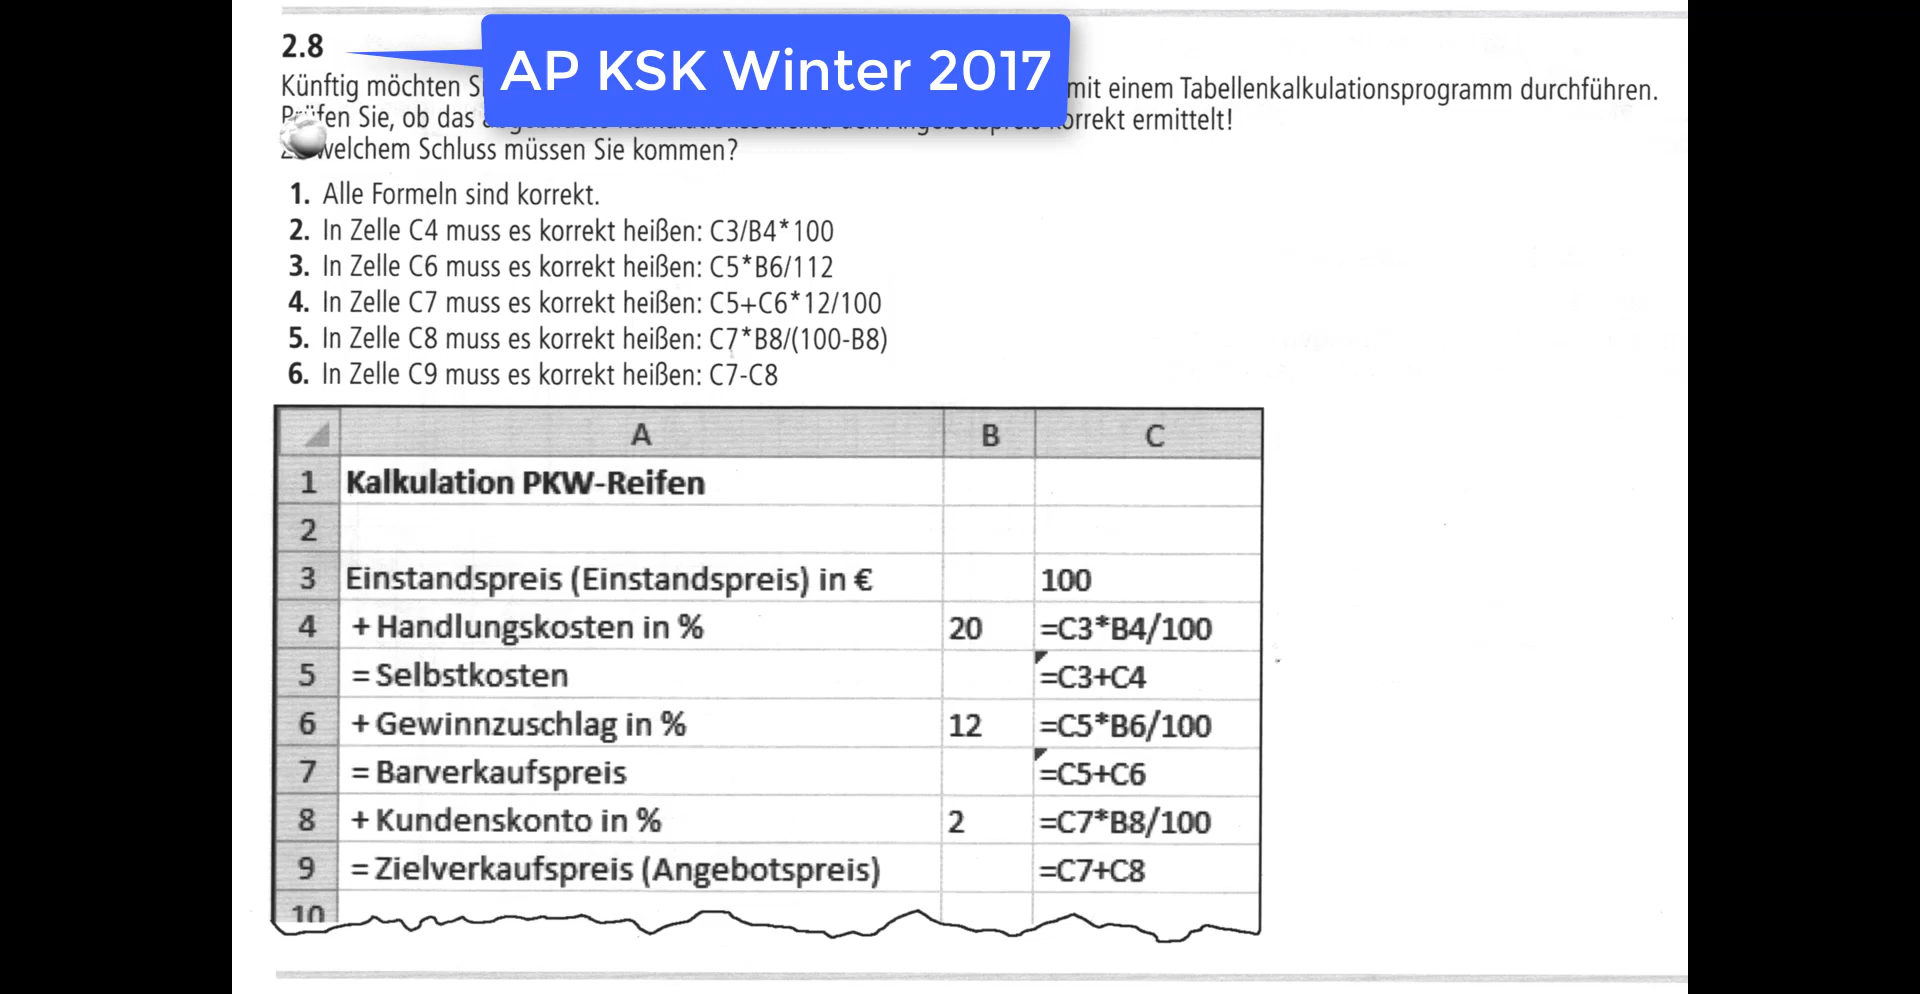 2.8
AP KSK Winter 2017
Künftig möchten mit einem Tabellenkalkulationsprogramm durchführen.
Prüfen Sie, ob das korrekt ermittelt!
welchem Schluss müssen Sie kommen?
1. Alle Formeln sind korrekt.
2. In Zelle C4 muss es korrekt heißen: C3/B4*100
3. In Zelle C6 muss es korrekt heißen: C5*B6/112
4. In Zelle C7 muss es korrekt heißen: C5+C6*12/100
5. In Zelle C8 muss es korrekt heißen: C7*B8/(100-B8)
6. In Zelle C9 muss es korrekt heißen: C7-C8
A B C
1 Kalkulation PKW-Reifen
2
3 Einstandspreis (Einstandspreis) in € 100
4 + Handlungskosten in % 20 =C3*B4/100
5 = Selbstkosten =C3+C4
6 + Gewinnzuschlag in % 12 =C5*B6/100
7 = Barverkaufspreis =C5+C6
8 + Kundenskonto in % 2 =C7*B8/100
9 = Zielverkaufspreis (Angebotspreis) =C7+C8
10